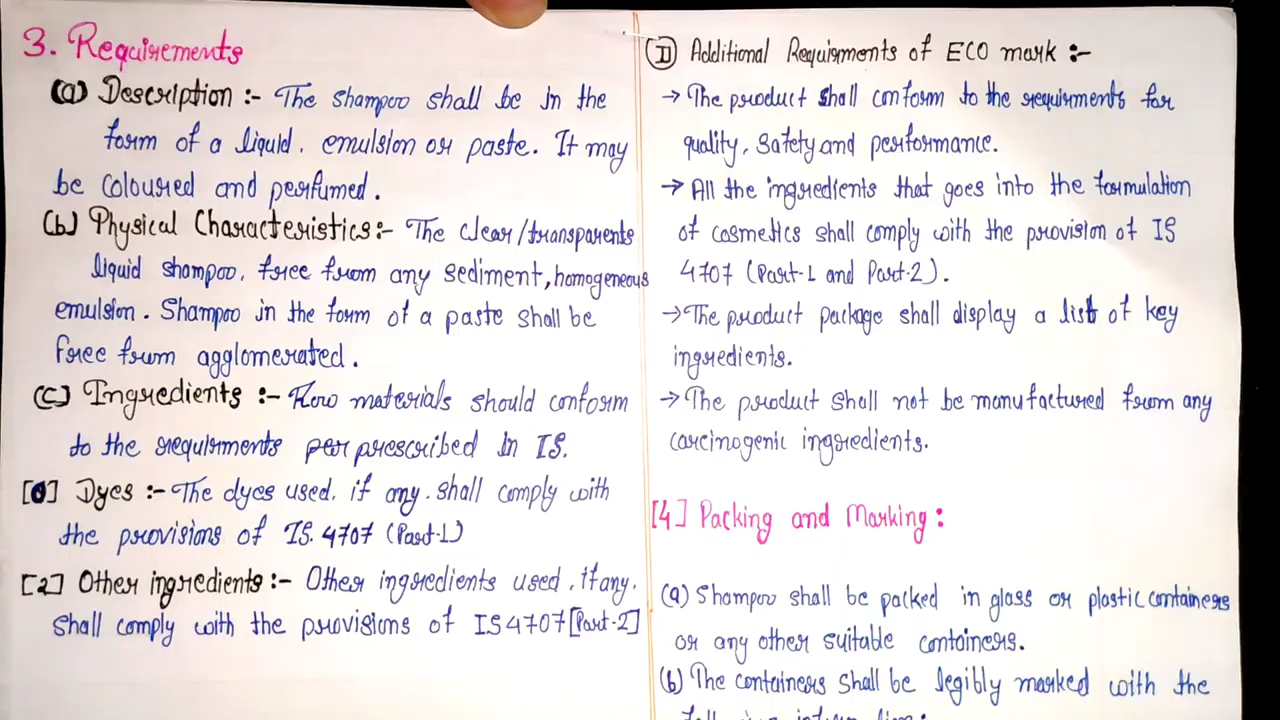 3. Requirements
(a) Description :- The shampoo shall be in the
form of a liquid, emulsion or paste. It may
be coloured and perfumed.
(b) Physical Characteristics:- The clear/transparents
liquid shampoo, free from any sediment, homogeneous
emulsion. Shampoo in the form of a paste shall be
free from agglomerated.
(c) Ingredients :- Raw materials should conform
to the requirments per prescribed in IS.
Dyes :- The dyes used, if any, shall comply with
the provisions of IS. 4707 (Part-1)
[2] Other ingredients :- Other ingredients used, if any,
shall comply with the provisions of IS 4707 [Part-2]
(D) Additional Requirments of ECO mark :-
→ The product shall conform to the requirments for
quality, Safety and performance.
→ All the ingredients that goes into the formulation
of cosmetics shall comply with the provision of IS
4707 (Part-1 and Part-2).
→ The product package shall display a list of key
ingredients.
→ The product shall not be manufactured from any
carcinogenic inggredients.
[4] Packing and Marking :
(a) Shampoo shall be packed in glass or plastic containers
or any other suitable containers.
(b) The containers shall be legibly marked with the